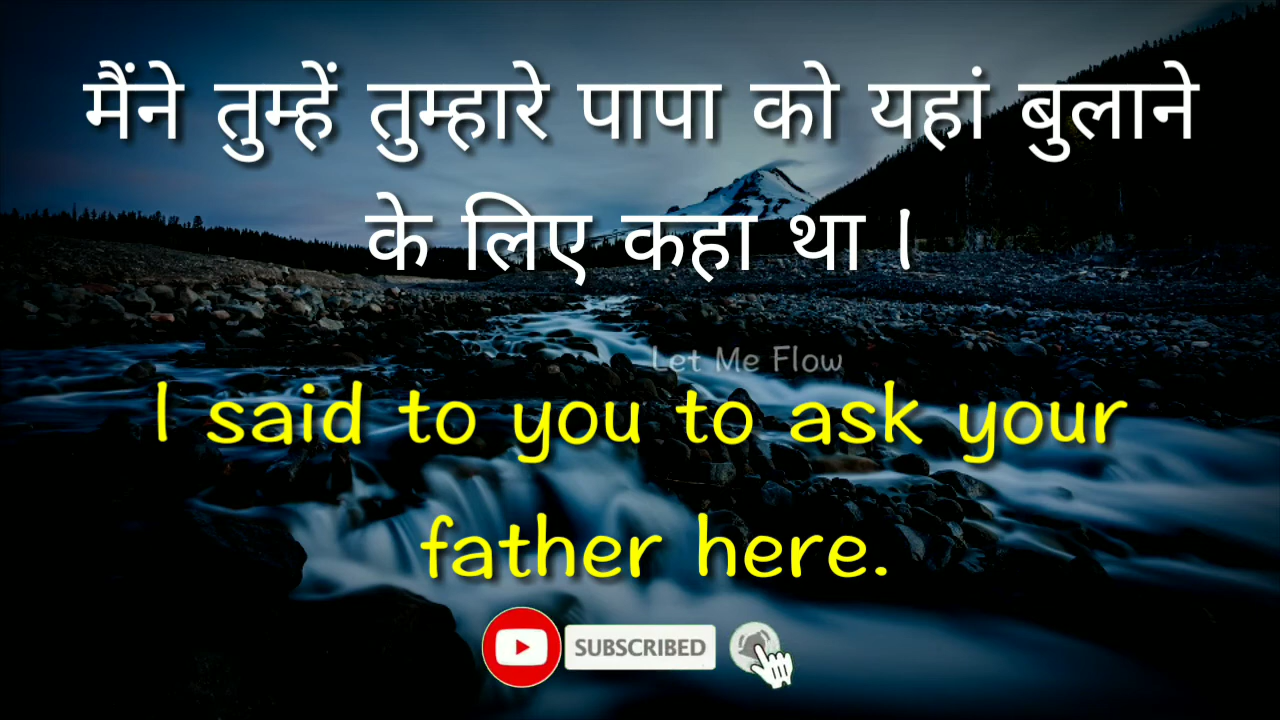 मैंने तुम्हें तुम्हारे पापा को यहां बुलाने
के लिए कहा था ।
Let Me Flow
I said to you to ask your
father here.
SUBSCRIBED